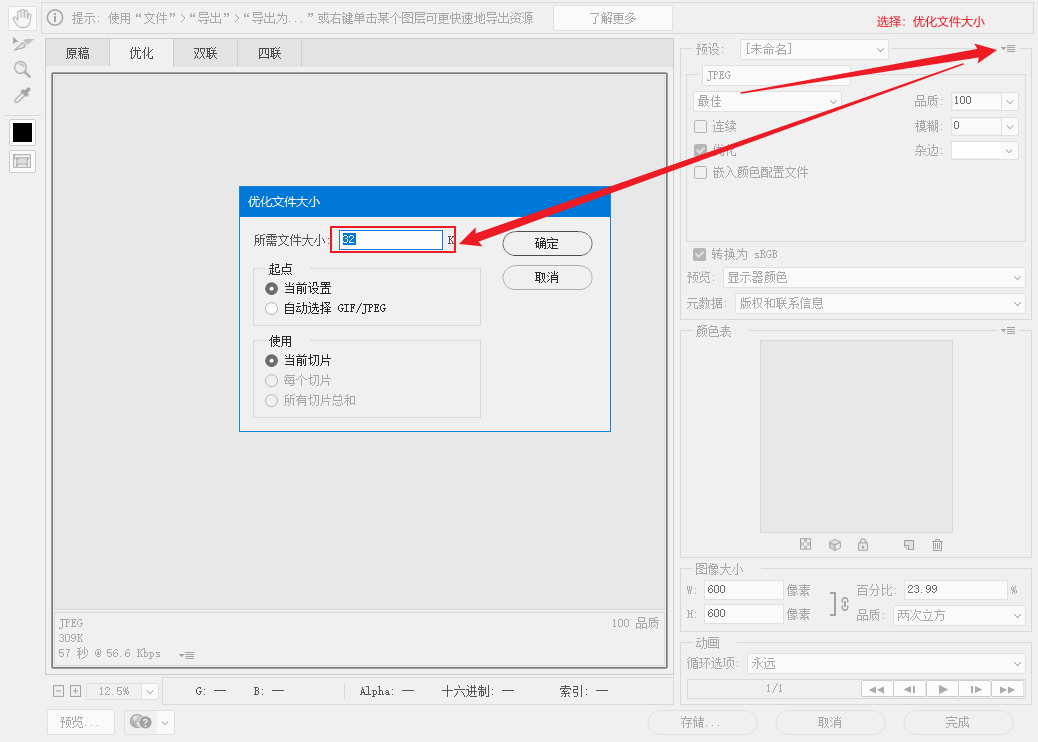 提示: 使用“文件”>“导出”>“导出为...”或右键单击某个图层可更快速地导出资源
了解更多
选择：优化文件大小
原稿 优化 双联 四联
预设: [未命名]
JPEG
最佳
品质: 100
连续
模糊: 0
优化
杂边:
嵌入颜色配置文件
优化文件大小
所需文件大小: 32 K
确定
起点
当前设置
取消
自动选择 GIF/JPEG
使用
当前切片
每个切片
所有切片总和
转换为 sRGB
预览: 显示器颜色
元数据: 版权和联系信息
颜色表
图像大小
W: 600 像素
百分比: 23.99 %
H: 600 像素
品质: 两次立方
JPEG
100 品质
309K
57 秒 @ 56.6 Kbps
动画
循环选项: 永远
1/1
12.5%
G: — B: — Alpha: — 十六进制: — 索引: —
预览...
存储... 取消 完成